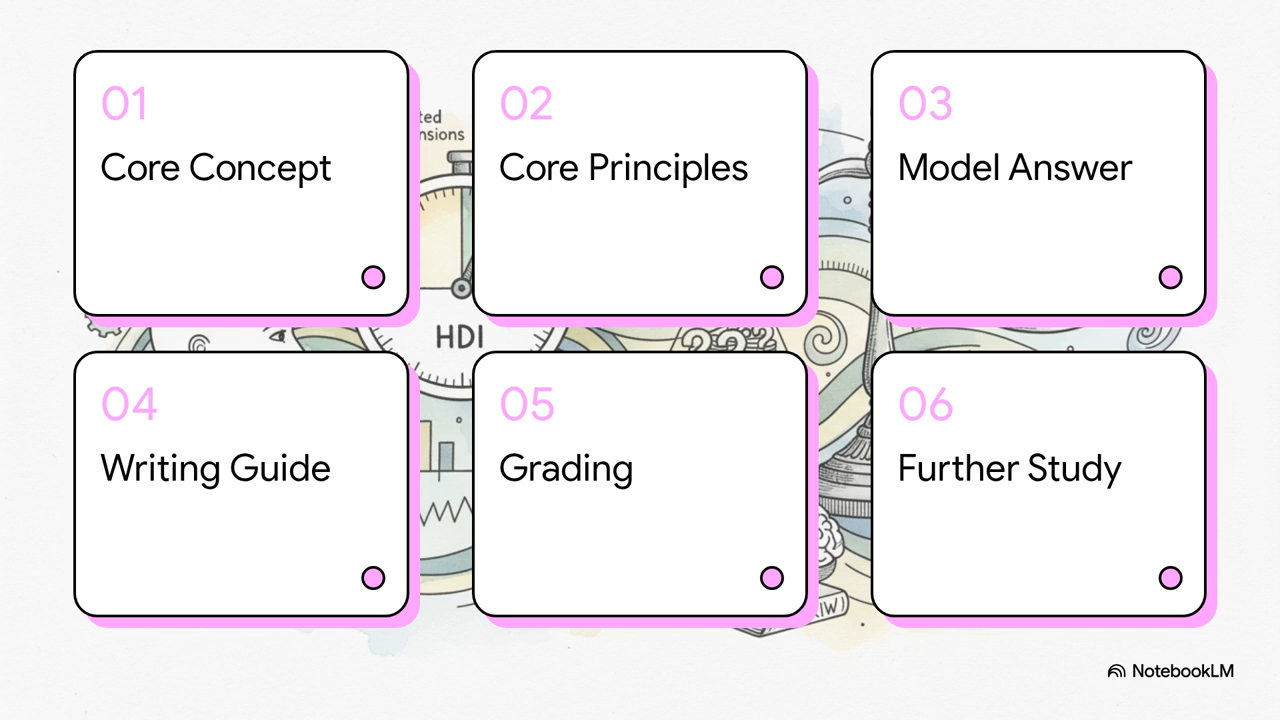 01
Core Concept
02
Core Principles
03
Model Answer
HDI
04
Writing Guide
05
Grading
06
Further Study
NotebookLM